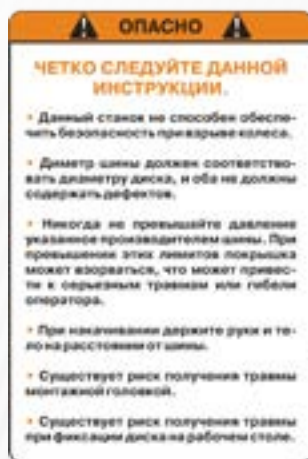 ОПАСНО
ЧЕТКО СЛЕДУЙТЕ ДАННОЙ
ИНСТРУКЦИИ.
• Данный станок не способен обеспе-
чить безопасность при взрыве колеса.
• Диметр шины должен соответство-
вать диаметру диска, и оба не должны
содержать дефектов.
• Никогда не превышайте давление
указанное производителем шины. При
превышении этих лимитов покрышка
может взорваться, что может привес-
ти к серьезным травмам или гибели
оператора.
• При накачивании держите руки и те-
ло на расстоянии от шины.
• Существует риск получения травмы
монтажной головкой.
• Существует риск получения травмы
при фиксации диска на рабочем столе.